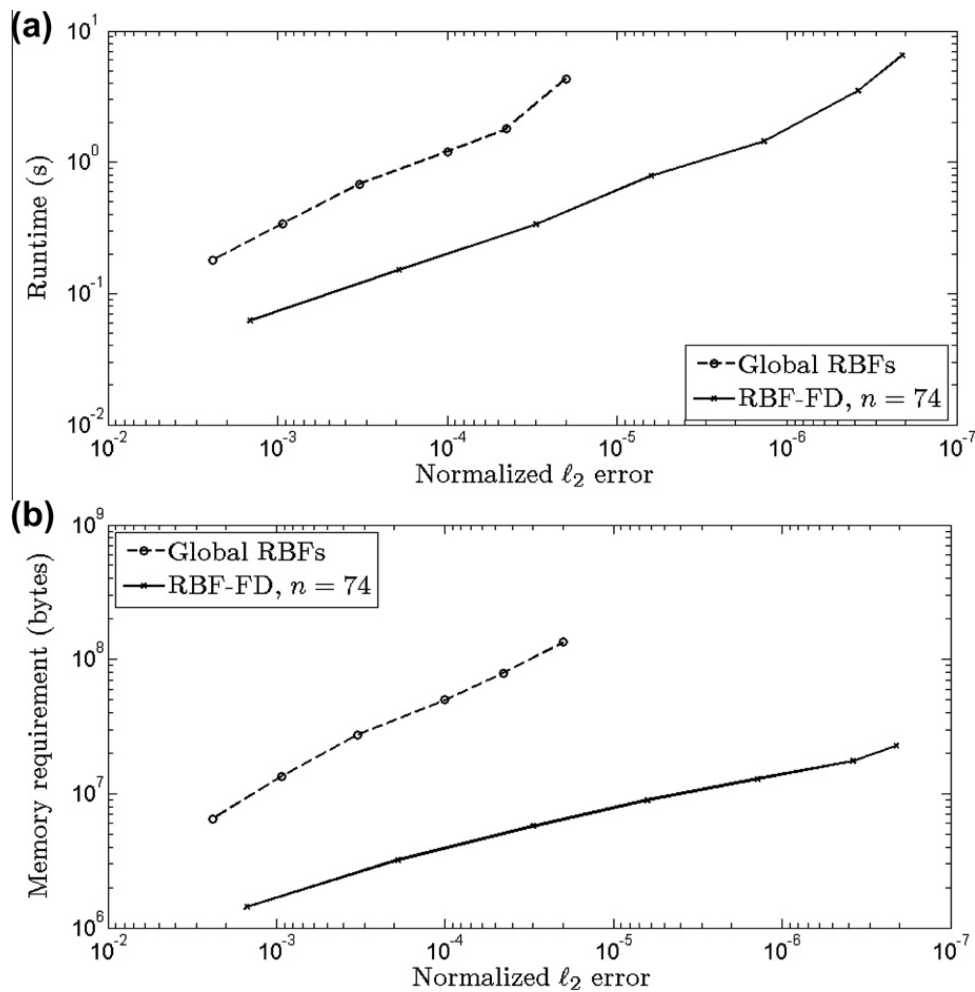 (a)
10^1
10^0
10^-1
10^-2
Runtime (s)
Global RBFs
RBF-FD, n = 74
10^-2 10^-3 10^-4 10^-5 10^-6 10^-7
Normalized ℓ₂ error
(b)
10^9
10^8
10^7
10^6
Memory requirement (bytes)
Global RBFs
RBF-FD, n = 74
10^-2 10^-3 10^-4 10^-5 10^-6 10^-7
Normalized ℓ₂ error